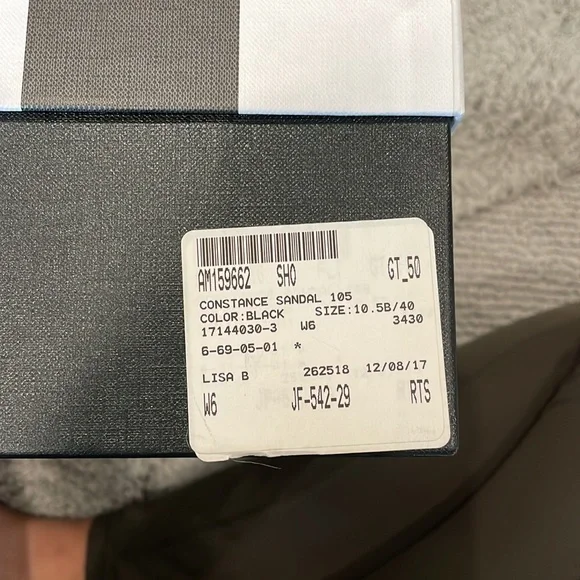 AM159662 SHO GT_50
CONSTANCE SANDAL 105
COLOR:BLACK SIZE:10.5B/40
17144030-3 W6 3430
6-69-05-01 *
LISA B 262518 12/08/17
W6 JF-542-29 RTS